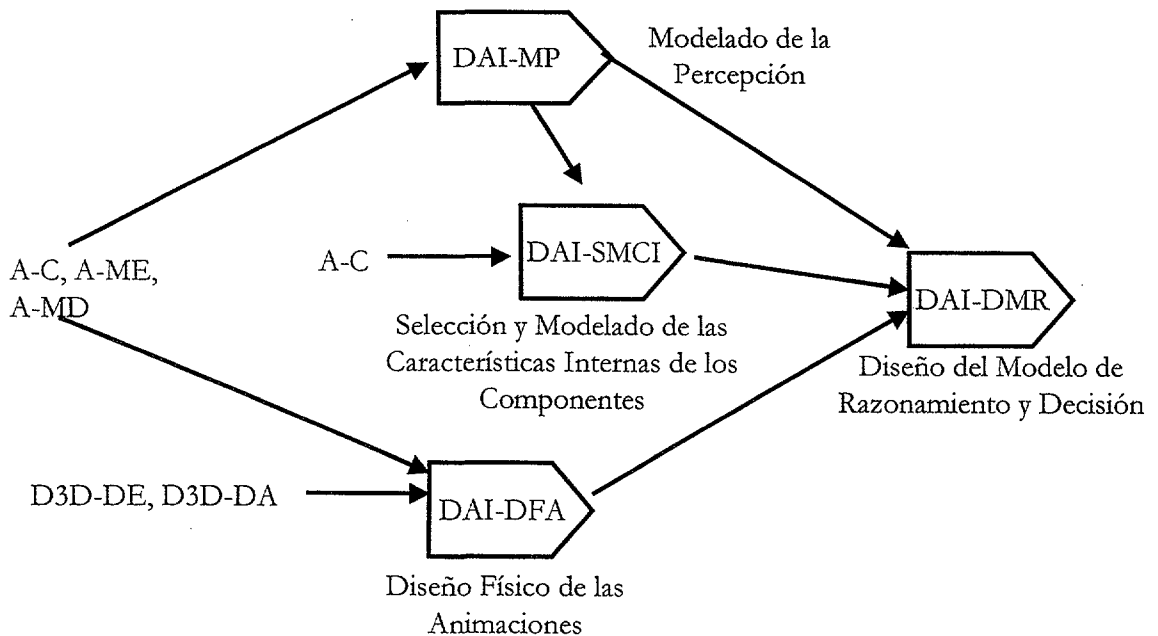 DAI-MP
Modelado de la
Percepción
A-C, A-ME,
A-MD
A-C
DAI-SMCI
Selección y Modelado de las
Características Internas de los
Componentes
DAI-DMR
Diseño del Modelo de
Razonamiento y Decisión
D3D-DE, D3D-DA
DAI-DFA
Diseño Físico de las
Animaciones